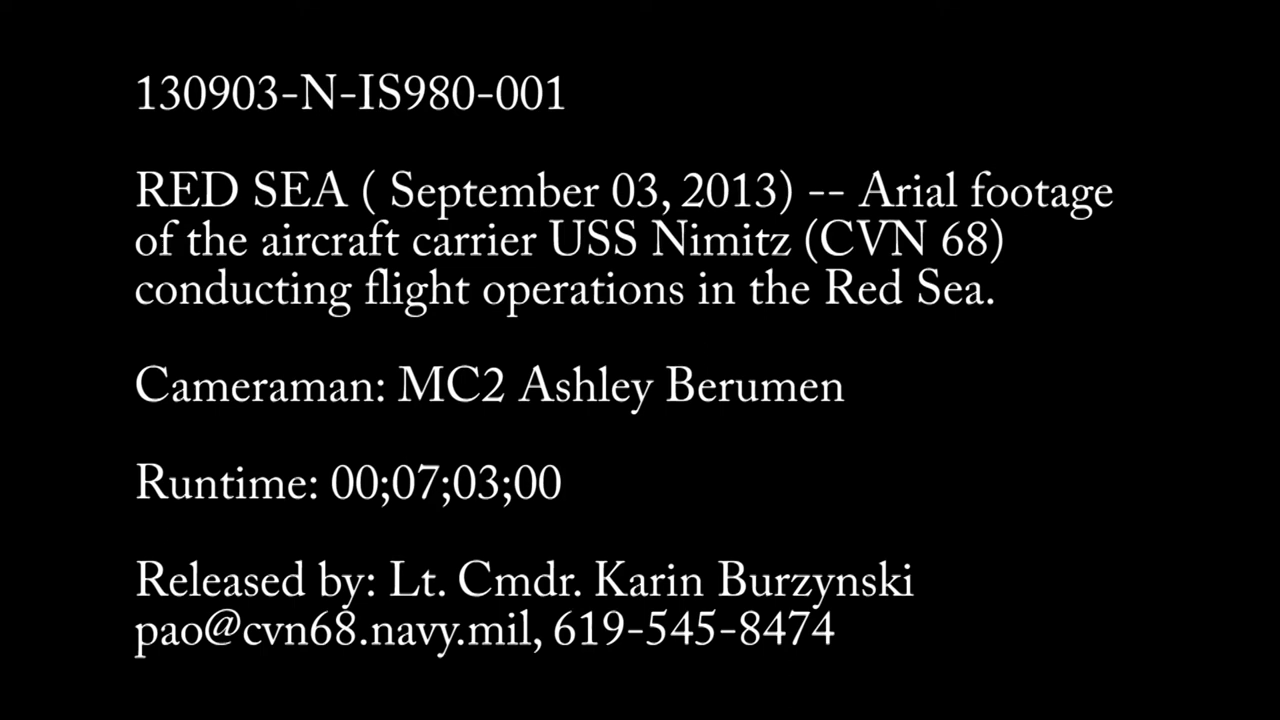 130903-N-IS980-001
RED SEA ( September 03, 2013) -- Arial footage
of the aircraft carrier USS Nimitz (CVN 68)
conducting flight operations in the Red Sea.
Cameraman: MC2 Ashley Berumen
Runtime: 00;07;03;00
Released by: Lt. Cmdr. Karin Burzynski
pao@cvn68.navy.mil, 619-545-8474